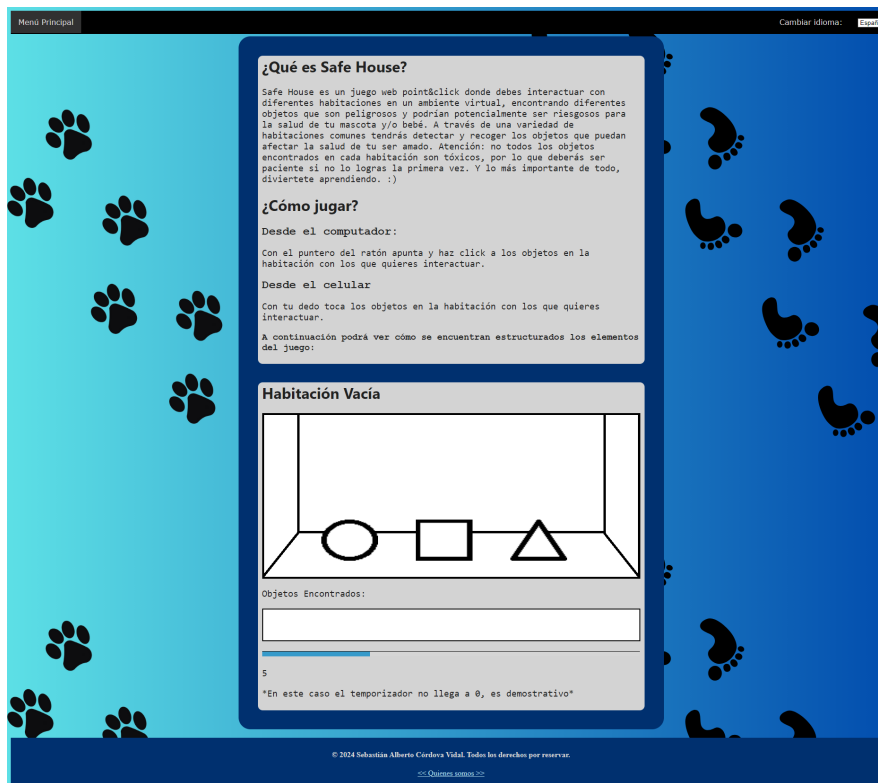 Menú Principal
Cambiar idioma:
¿Qué es Safe House?
Safe House es un juego web point&click donde debes interactuar con
diferentes habitaciones en un ambiente virtual, encontrando diferentes
objetos que son peligrosos y podrían potencialmente ser riesgosos para
la salud de tu mascota y/o bebé. A través de una variedad de
habitaciones comunes tendrás detectar y recoger los objetos que puedan
afectar la salud de tu ser amado. Atención: no todos los objetos
encontrados en cada habitación son tóxicos, por lo que deberás ser
paciente si no lo logras la primera vez. Y lo más importante de todo,
diviertete aprendiendo. :)
¿Cómo jugar?
Desde el computador:
Con el puntero del ratón apunta y haz click a los objetos en la
habitación con los que quieres interactuar.
Desde el celular
Con tu dedo toca los objetos en la habitación con los que quieres
interactuar.
A continuación podrá ver cómo se encuentran estructurados los elementos
del juego:
Habitación Vacía
Objetos Encontrados:
5
*En este caso el temporizador no llega a 0, es demostrativo*
© 2024 Sebastián Alberto Córdova Vidal. Todos los derechos por reservar.
<< Quienes somos >>